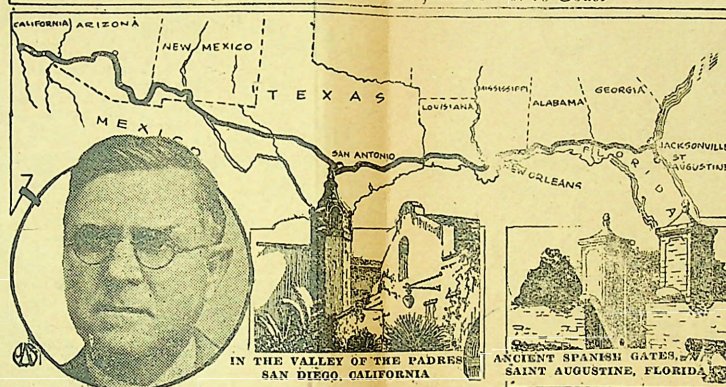 CALIFORNIA
ARIZONA
NEW MEXICO
TEXAS
MEXICO
LOUISIANA
MISSISSIPPI
ALABAMA
GEORGIA
SAN ANTONIO
NEW ORLEANS
FLORIDA
JACKSONVILLE
ST
AUGUSTINE
IN THE VALLEY OF THE PADRES
SAN DIEGO, CALIFORNIA
ANCIENT SPANISH GATES,
SAINT AUGUSTINE, FLORIDA